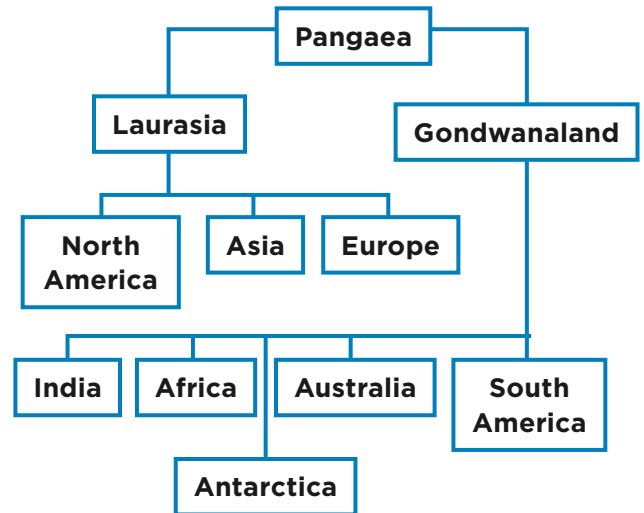 Pangaea
Laurasia
Gondwanaland
North
America
Asia
Europe
India
Africa
Australia
South
America
Antarctica